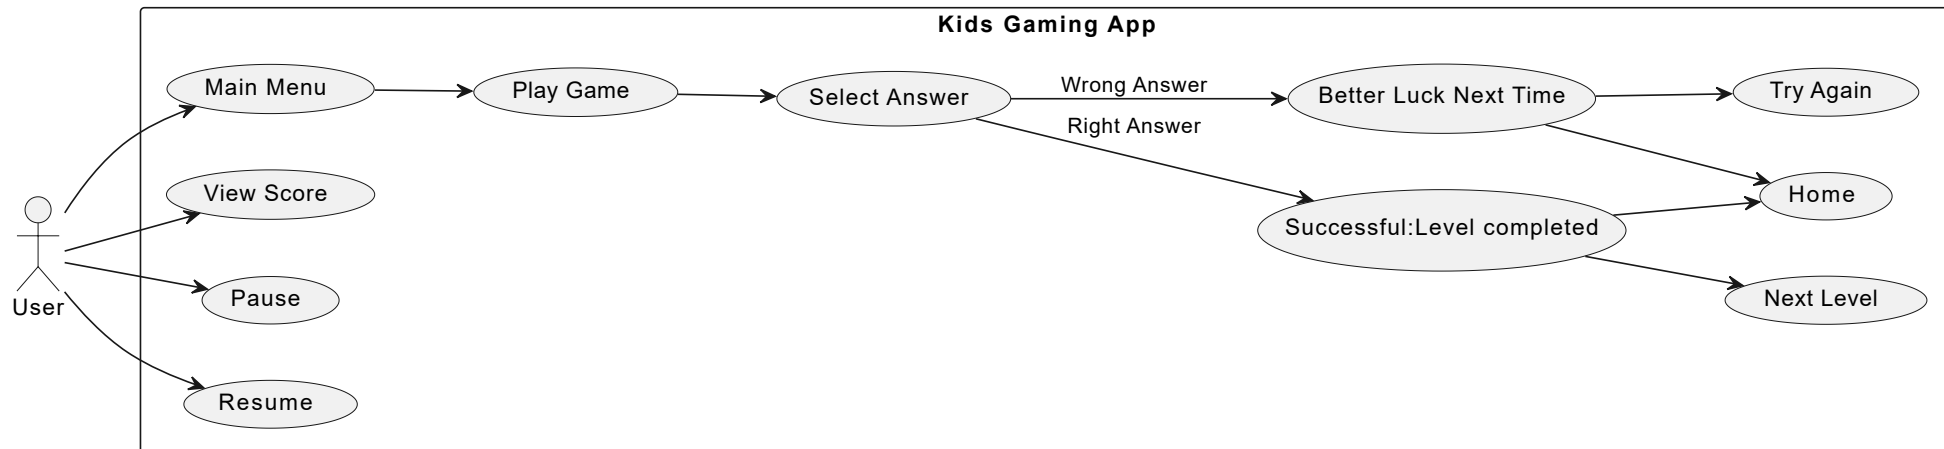 Kids Gaming App
Main Menu
Play Game
Select Answer
Wrong Answer
Right Answer
Better Luck Next Time
Try Again
View Score
Home
Successful:Level completed
User
Pause
Next Level
Resume